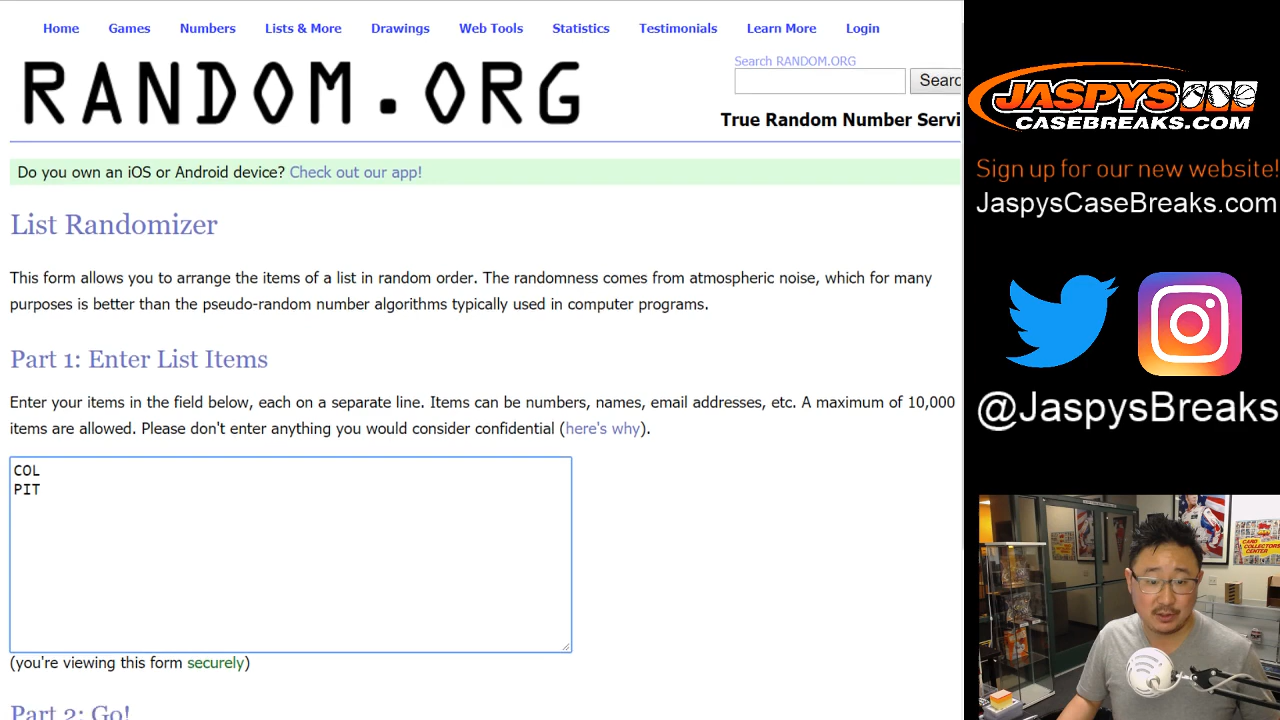 Home Games Numbers Lists & More Drawings Web Tools Statistics Testimonials Learn More Login
RANDOM.ORG
Search RANDOM.ORG
Searc
True Random Number Servi
Do you own an iOS or Android device? Check out our app!
List Randomizer
This form allows you to arrange the items of a list in random order. The randomness comes from atmospheric noise, which for many
purposes is better than the pseudo-random number algorithms typically used in computer programs.
Part 1: Enter List Items
Enter your items in the field below, each on a separate line. Items can be numbers, names, email addresses, etc. A maximum of 10,000
items are allowed. Please don't enter anything you would consider confidential (here's why).
COL
PIT
(you're viewing this form securely)
Part 2: Go!
JASPYS
CASEBREAKS.COM
Sign up for our new website!
JaspysCaseBreaks.com
@JaspysBreaks
CARD
COLLECTORS
CENTER